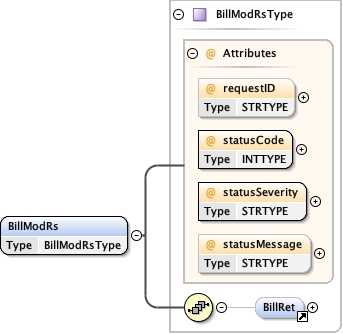 BillModRsType
@ Attributes
@ requestID
Type STRTYPE
@ statusCode
Type INTTYPE
@ statusSeverity
Type STRTYPE
BillModRs
Type BillModRsType
@ statusMessage
Type STRTYPE
BillRet